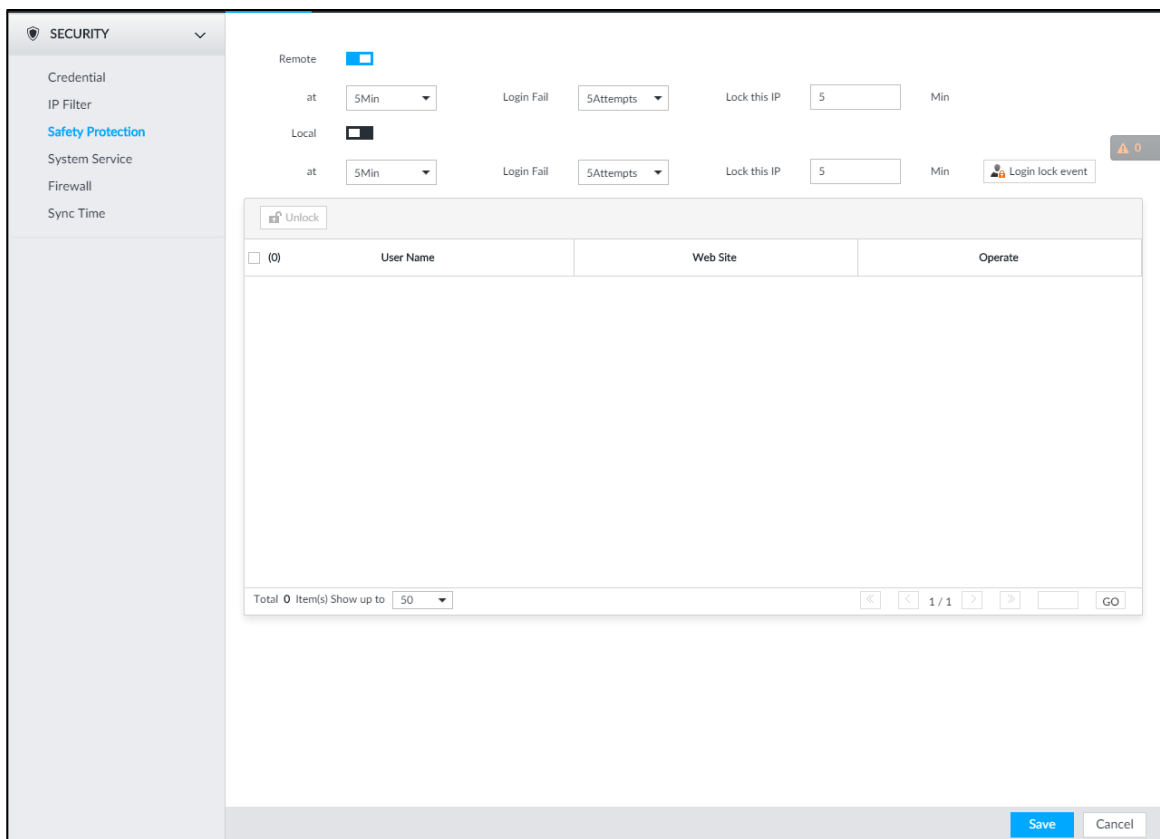 SECURITY
Credential
IP Filter
Safety Protection
System Service
Firewall
Sync Time
Remote
at 5Min Login Fail 5Attempts Lock this IP 5 Min
Local
0
at 5Min Login Fail 5Attempts Lock this IP 5 Min Login lock event
Unlock
(0) User Name Web Site Operate
Total 0 Item(s) Show up to 50 1 / 1 GO
Save Cancel